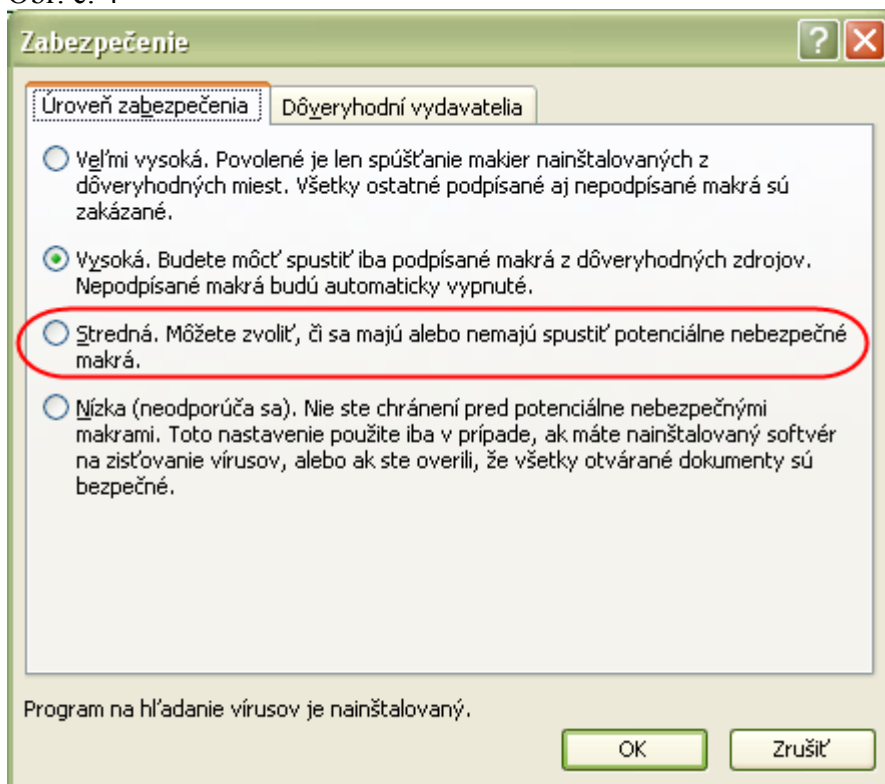 Obr. č. 4
Zabezpečenie
Úroveň zabezpečenia Dôveryhodní vydavatelia
Veľmi vysoká. Povolené je len spúšťanie makier nainštalovaných z
dôveryhodných miest. Všetky ostatné podpísané aj nepodpísané makrá sú
zakázané.
Vysoká. Budete môcť spustiť iba podpísané makrá z dôveryhodných zdrojov.
Nepodpísané makrá budú automaticky vypnuté.
Stredná. Môžete zvoliť, či sa majú alebo nemajú spustiť potenciálne nebezpečné
makrá.
Nízka (neodporúča sa). Nie ste chránení pred potenciálne nebezpečnými
makrami. Toto nastavenie použite iba v prípade, ak máte nainštalovaný softvér
na zisťovanie vírusov, alebo ak ste overili, že všetky otvárané dokumenty sú
bezpečné.
Program na hľadanie vírusov je nainštalovaný.
OK Zrušiť